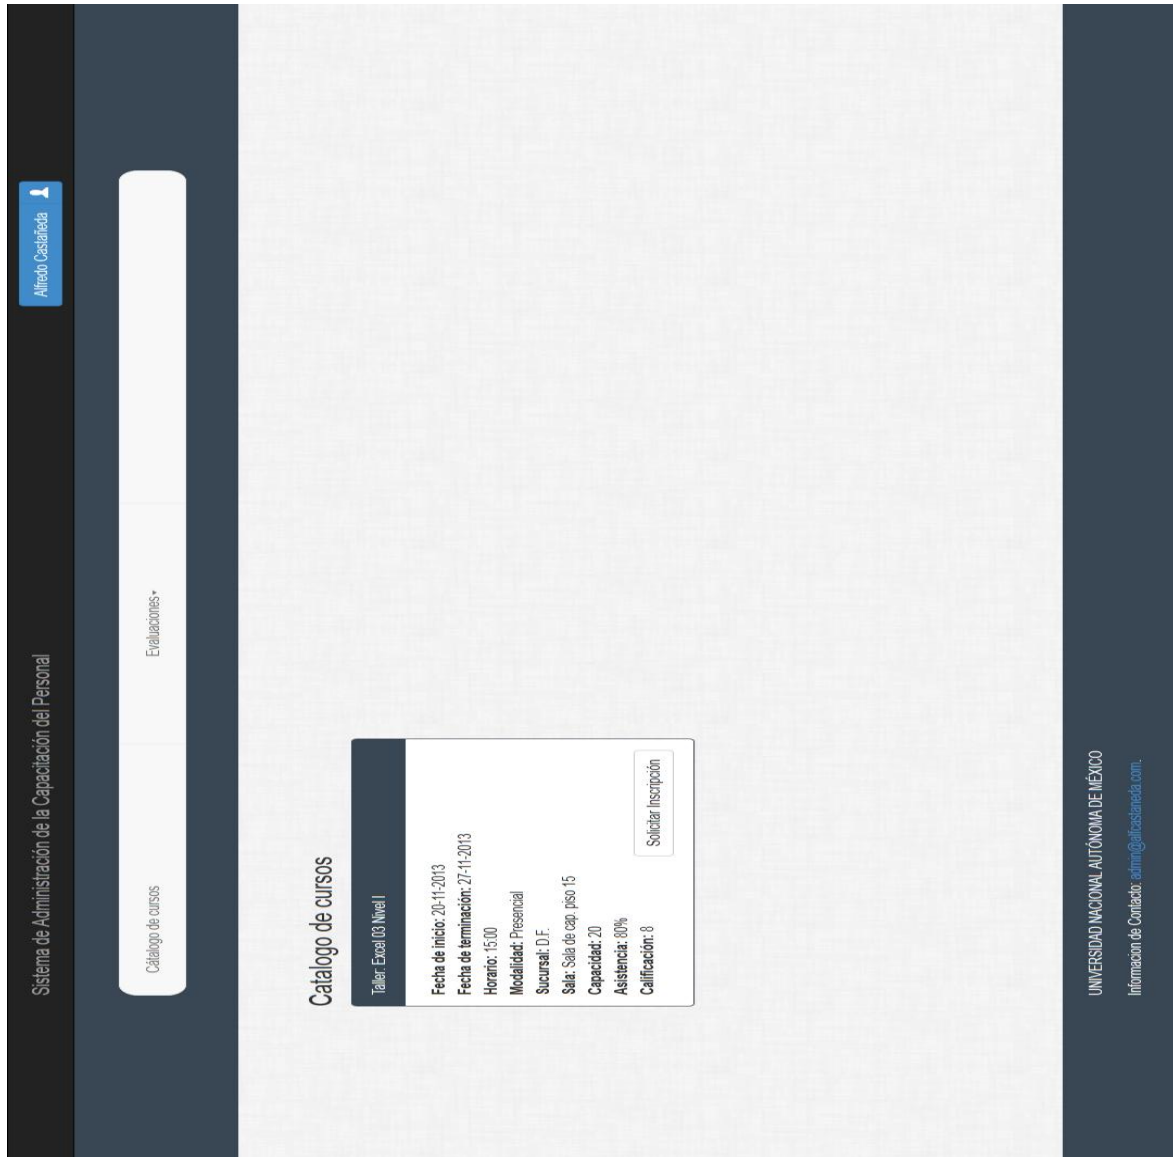 Sistema de Administración de la Capacitación del Personal
Alfredo Castañeda
Cátalogo de cursos
Evaluaciones
Catalogo de cursos
Taller: Excel 03 Nivel I
Fecha de inicio: 20-11-2013
Fecha de terminación: 27-11-2013
Horario: 15:00
Modalidad: Presencial
Sucursal: D.F.
Sala: Sala de cap. piso 15
Capacidad: 20
Asistencia: 80%
Calificación: 8
Solicitar Inscripción
UNIVERSIDAD NACIONAL AUTÓNOMA DE MÉXICO
Informacion de Contacto: admin@alfcastaneda.com.